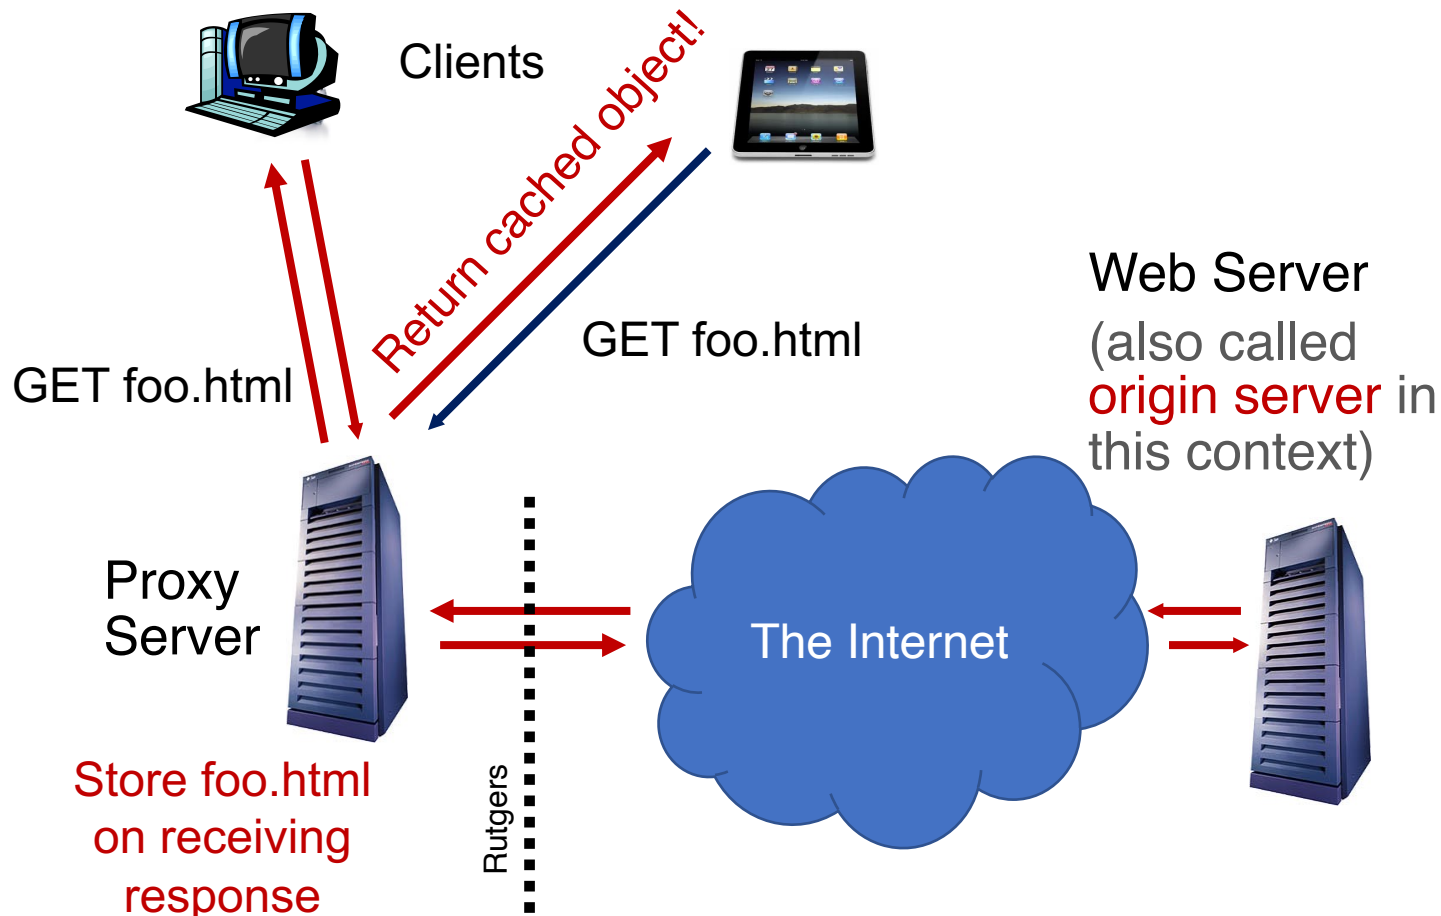 Clients
Return cached object!
GET foo.html
GET foo.html
Web Server
(also called
origin server in
this context)
Proxy
Server
The Internet
Store foo.html
on receiving
response
Rutgers